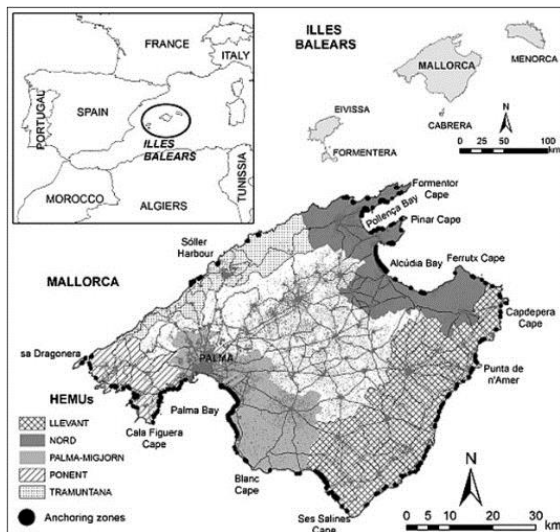 FRANCE
ITALY
PORTUGAL
SPAIN
ILLES
BALEARS
MOROCCO
ALGIERS
TUNISSIA
ILLES
BALEARS
MENORCA
MALLORCA
EIVISSA
CABRERA
FORMENTERA
N
0 25 50 100
km
Formentor
Cape
Pollença Bay
Pinar Cape
Sóller
Harbour
Alcúdia Bay
Ferrutx Cape
MALLORCA
Capdepera
Cape
sa Dragonera
PALMA
Punta de
n'Amer
HEMUs
Palma Bay
LLEVANT
NORD
PALMA-MIGJORN
PONENT
TRAMUNTANA
Anchoring zones
Cala Figuera
Cape
Blanc
Cape
Ses Salines
Cape
N
0 5 10 20 30
km